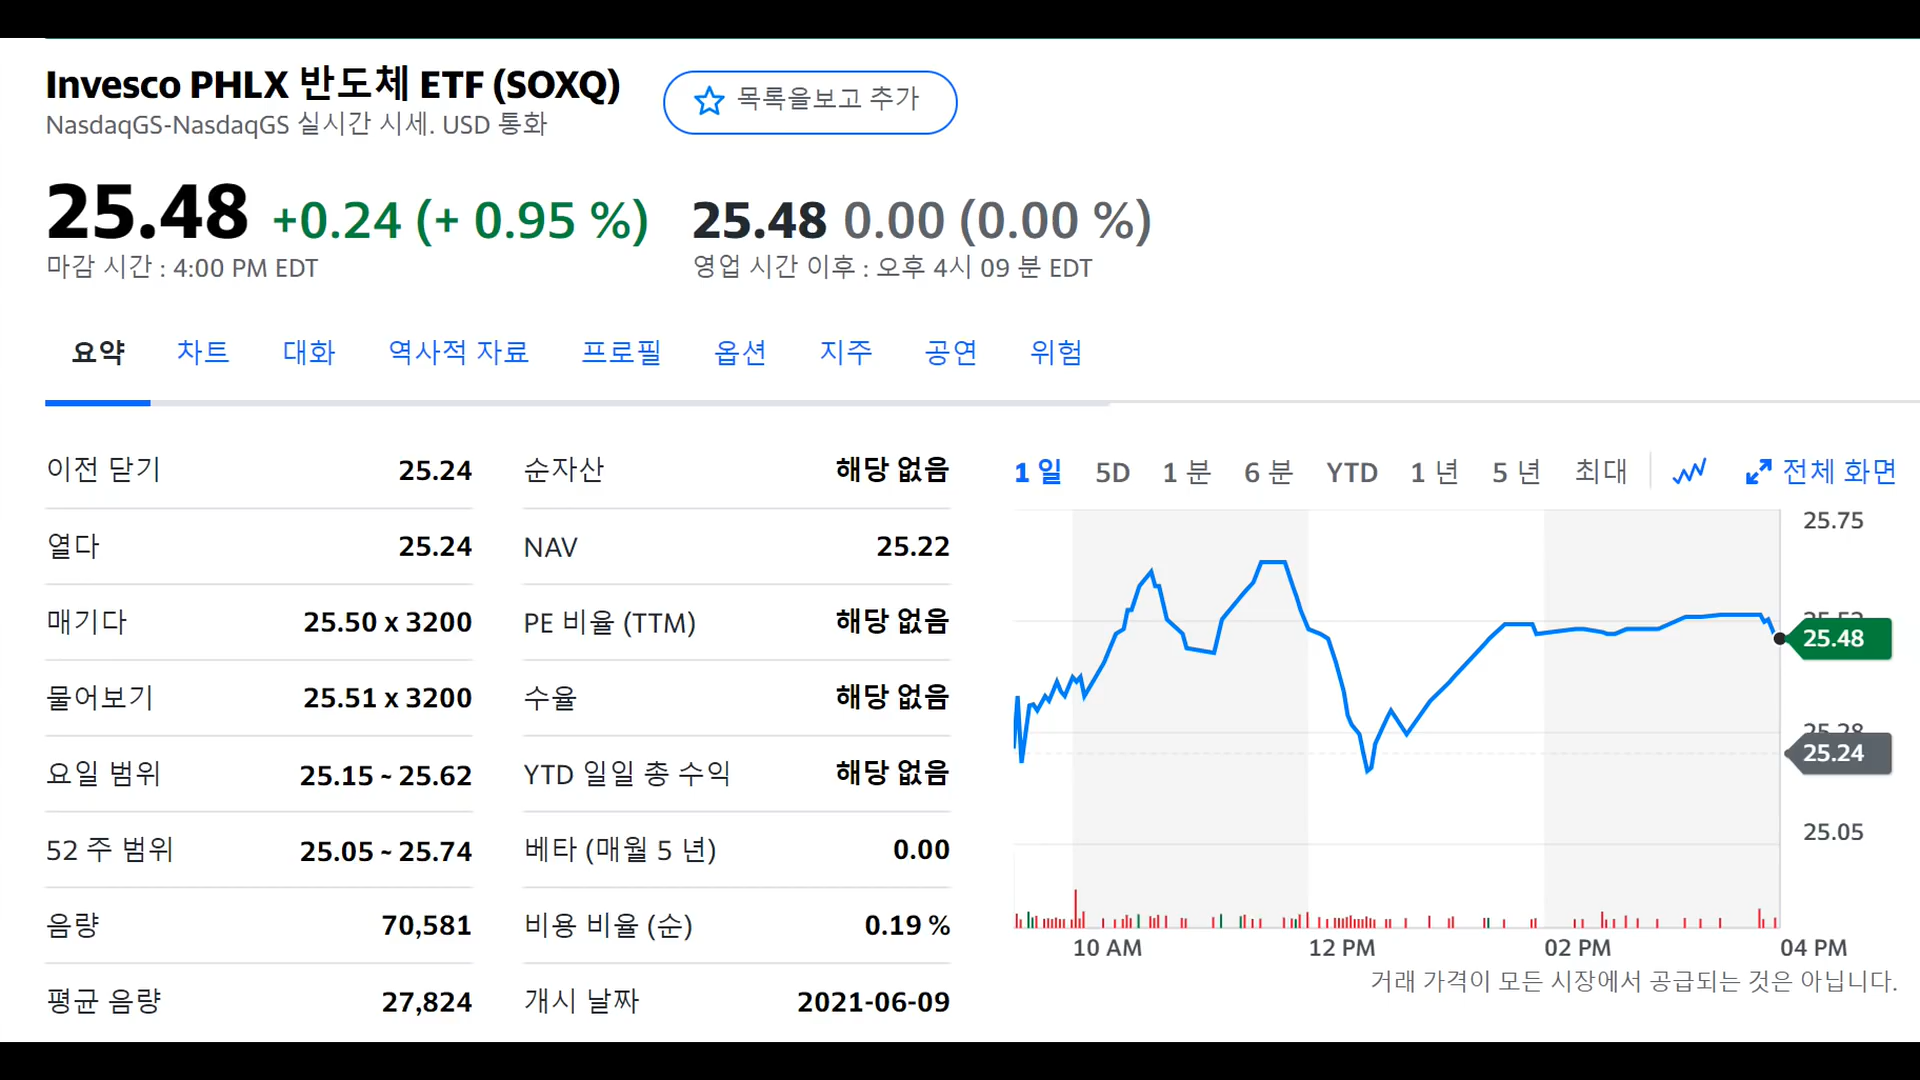 Invesco PHLX 반도체 ETF (SOXQ)
목록을보고 추가
NasdaqGS-NasdaqGS 실시간 시세. USD 통화
25.48 +0.24 (+ 0.95 %)
25.48 0.00 (0.00 %)
마감 시간 : 4:00 PM EDT
영업 시간 이후 : 오후 4시 09 분 EDT
요약 차트 대화 역사적 자료 프로필 옵션 지주 공연 위험
이전 닫기 25.24
열다 25.24
매기다 25.50 x 3200
물어보기 25.51 x 3200
요일 범위 25.15 ~ 25.62
52 주 범위 25.05 ~ 25.74
음량 70,581
평균 음량 27,824
순자산 해당 없음
NAV 25.22
PE 비율 (TTM) 해당 없음
수율 해당 없음
YTD 일일 총 수익 해당 없음
베타 (매월 5 년) 0.00
비용 비율 (순) 0.19 %
개시 날짜 2021-06-09
1 일 5D 1 분 6 분 YTD 1 년 5 년 최대 전체 화면
25.75
25.48
25.28
25.24
25.05
10 AM 12 PM 02 PM 04 PM
거래 가격이 모든 시장에서 공급되는 것은 아닙니다.